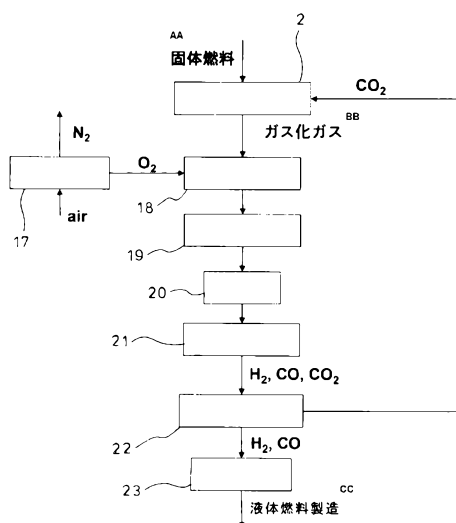 AA
固体燃料
2
CO₂
N₂
ガス化ガス BB
O₂
17
air
18
19
20
21
H₂, CO, CO₂
22
H₂, CO
23
CC
液体燃料製造